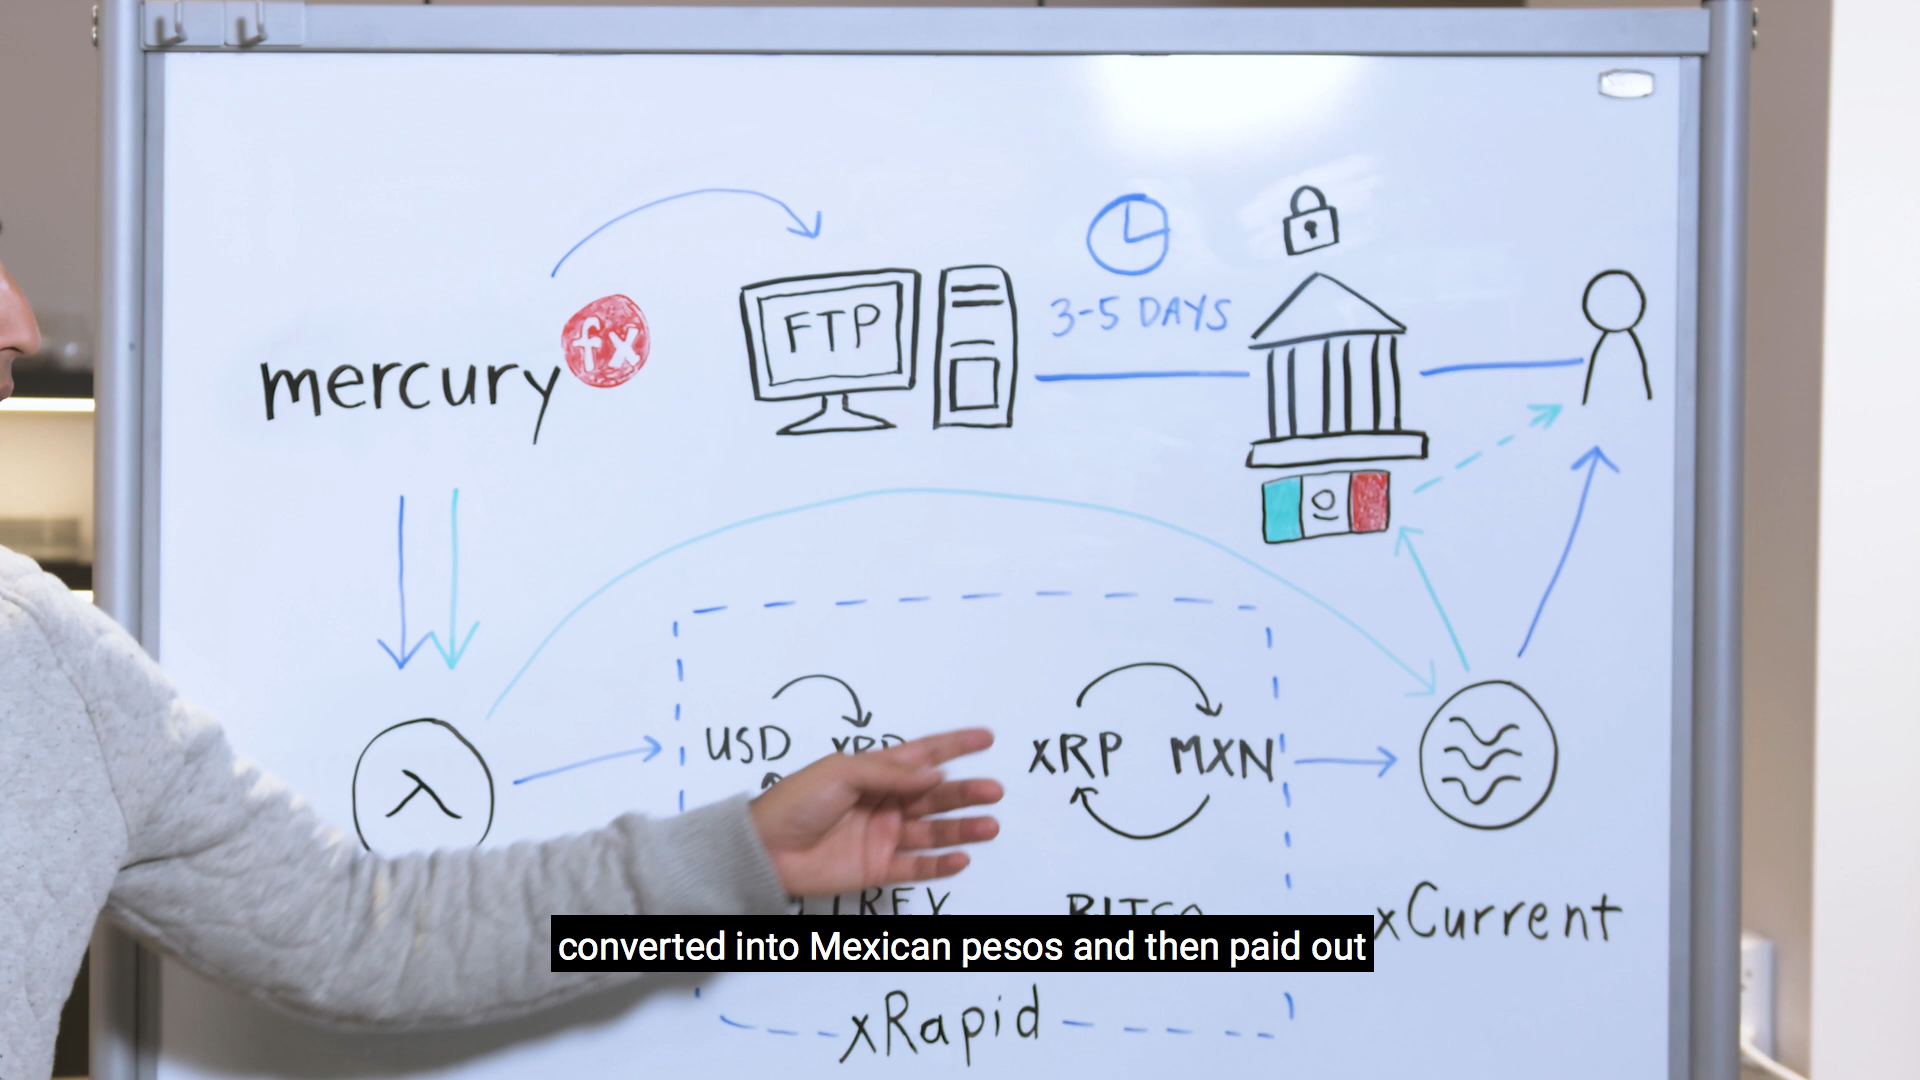 mercury fx
FTP
3-5 DAYS
USD XRP
XRP MXN
xCurrent
converted into Mexican pesos and then paid out
xRapid